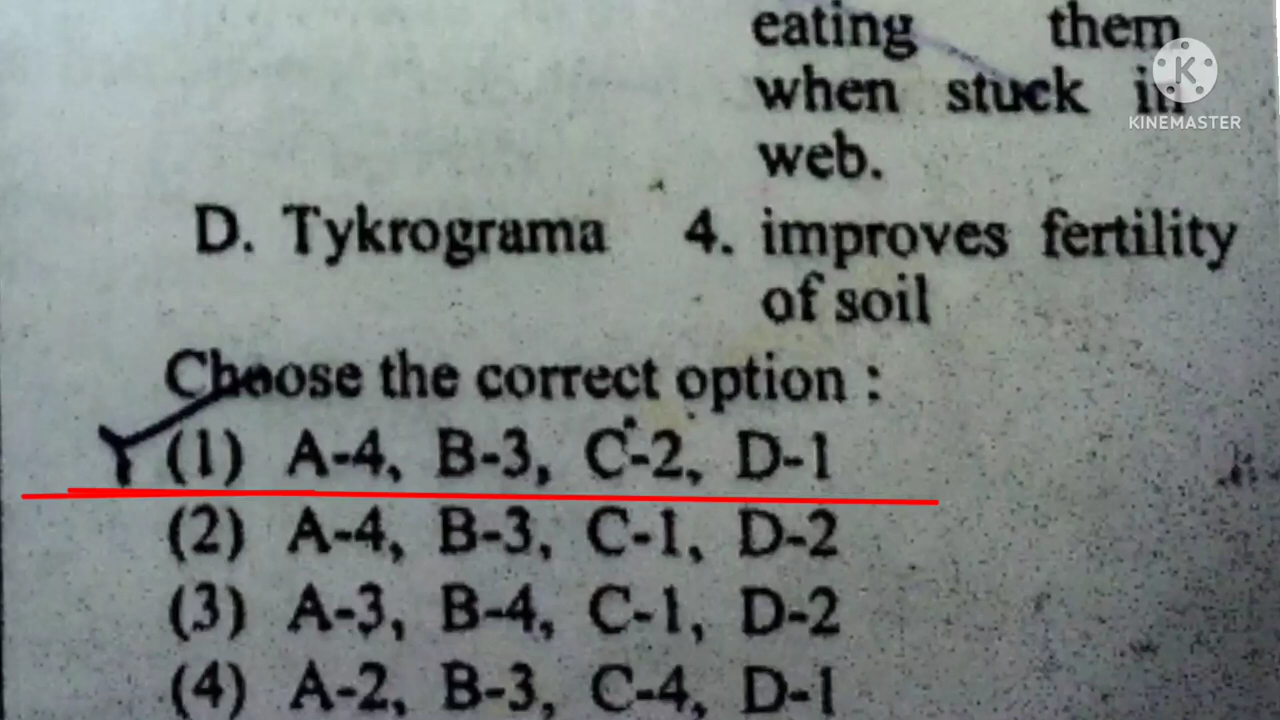 eating them
when stuck in
web.
KINEMASTER
D. Tykrograma 4. improves fertility
of soil
Choose the correct option :
(1) A-4, B-3, C-2, D-1
(2) A-4, B-3, C-1, D-2
(3) A-3, B-4, C-1, D-2
(4) A-2, B-3, C-4, D-1